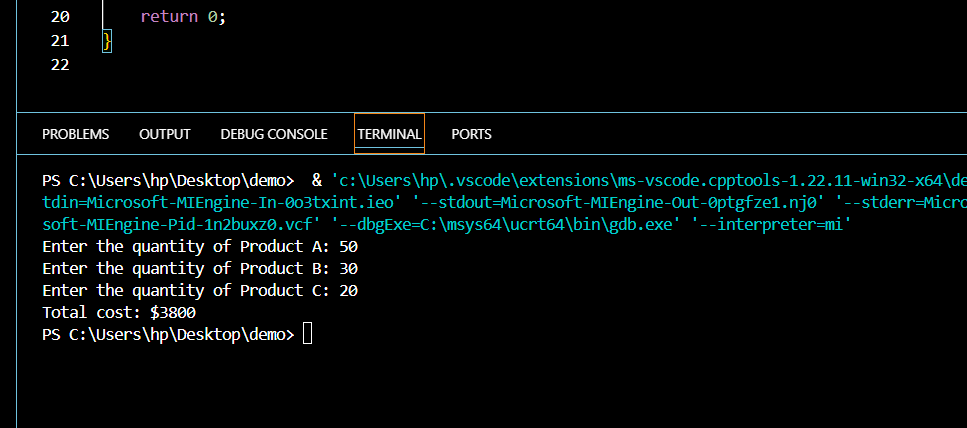 20 return 0;
21 }
22
PROBLEMS OUTPUT DEBUG CONSOLE TERMINAL PORTS
PS C:\Users\hp\Desktop\demo>  & 'c:\Users\hp\.vscode\extensions\ms-vscode.cpptools-1.22.11-win32-x64\de
tdin=Microsoft-MIEngine-In-0o3txint.ieo' '--stdout=Microsoft-MIEngine-Out-0ptgfze1.nj0' '--stderr=Micro
soft-MIEngine-Pid-1n2buxz0.vcf' '--dbgExe=C:\msys64\ucrt64\bin\gdb.exe' '--interpreter=mi'
Enter the quantity of Product A: 50
Enter the quantity of Product B: 30
Enter the quantity of Product C: 20
Total cost: $3800
PS C:\Users\hp\Desktop\demo>